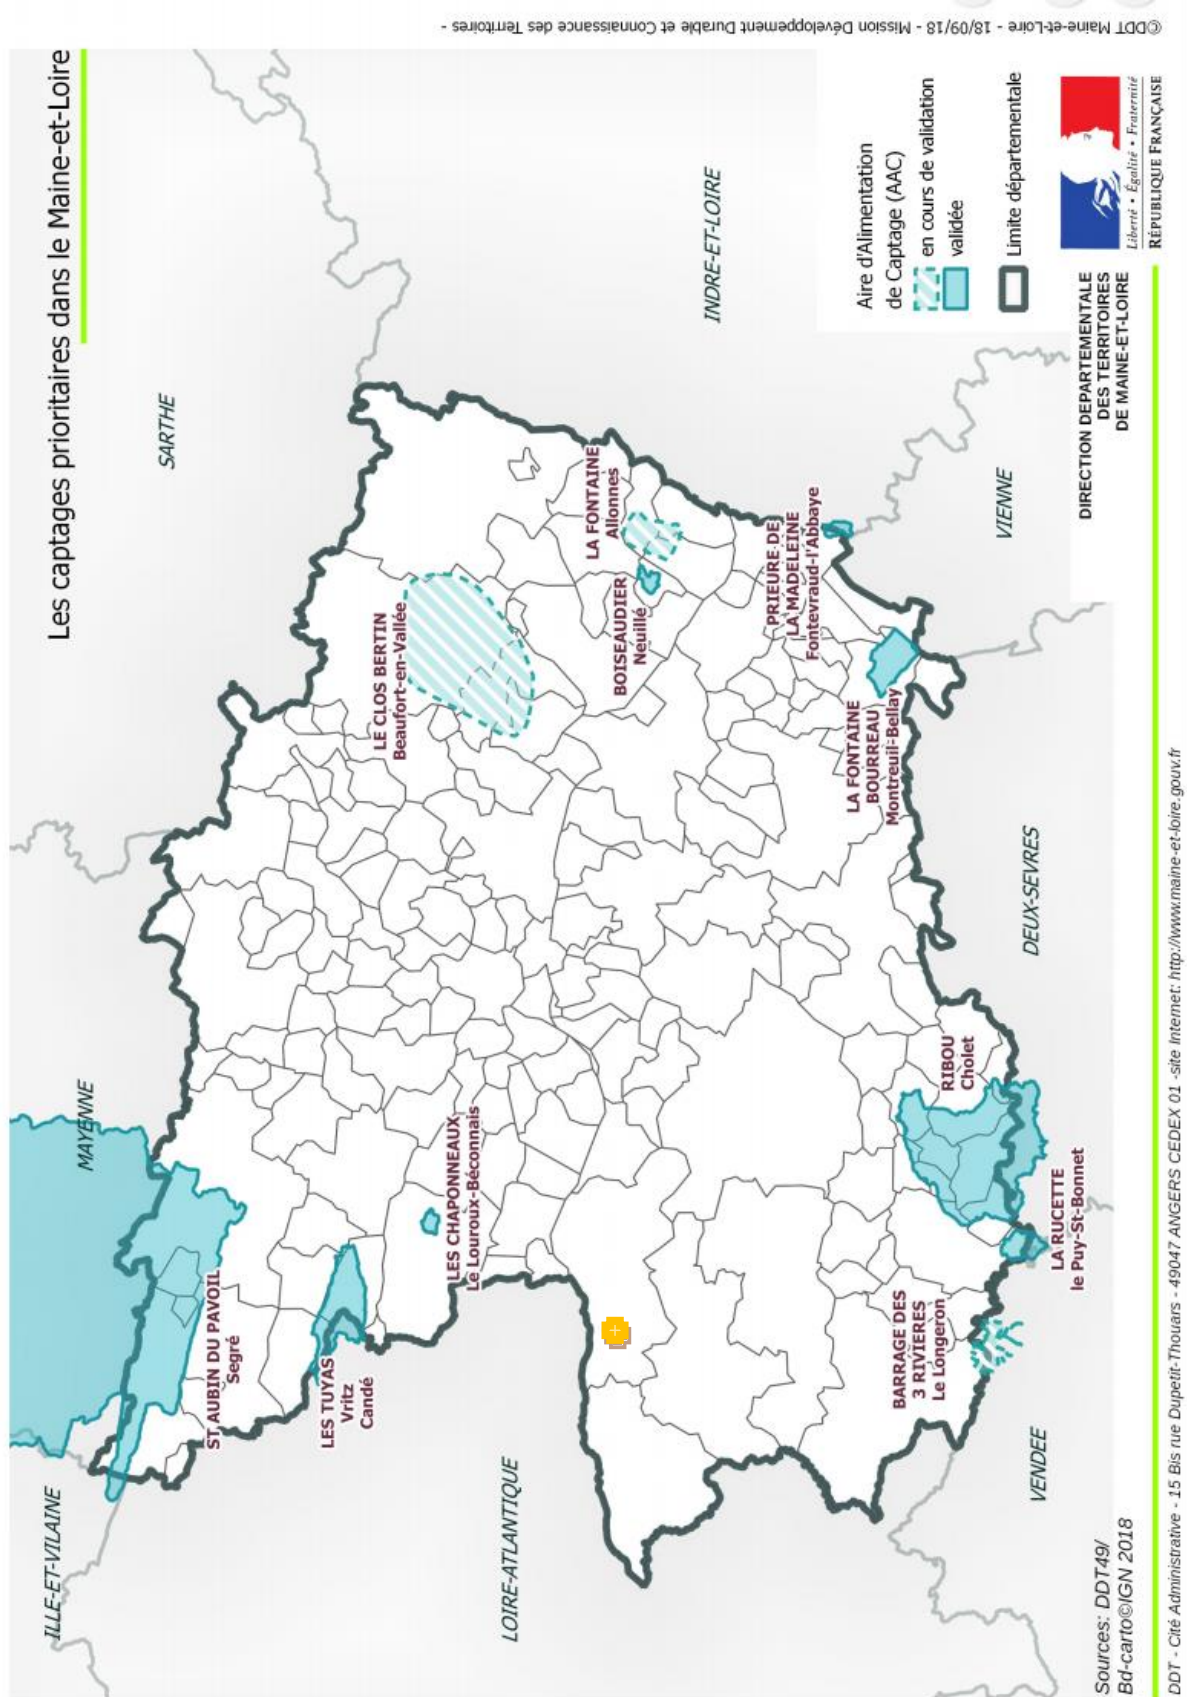 Les captages prioritaires dans le Maine-et-Loire
ILLE-ET-VILAINE
MAYENNE
SARTHE
ST AUBIN DU PAVOIL
Segré
LES TUYAS
Vritz
Candé
LE CLOS BERTIN
Beaufort-en-Vallée
LES CHAPONNEAUX
Le Louroux-Béconnais
LOIRE-ATLANTIQUE
LA FONTAINE
Allonnes
BOISEAUDIER
Neuillé
INDRE-ET-LOIRE
PRIEURE DE
LA MADELEINE
Fontevraud-l'Abbaye
LA FONTAINE
BOURREAU
Montreuil-Bellay
BARRAGE DES
3 RIVIERES
Le Longeron
RIBOU
Cholet
LA RUCETTE
le Puy-St-Bonnet
VENDEE
DEUX-SEVRES
VIENNE
Aire d'Alimentation
de Captage (AAC)
en cours de validation
validée
Limite départementale
Liberté • Égalité • Fraternité
RÉPUBLIQUE FRANÇAISE
DIRECTION DEPARTEMENTALE
DES TERRITOIRES
DE MAINE-ET-LOIRE
Sources: DDT49/
Bd-carto©IGN 2018
DDT - Cité Administrative - 15 Bis rue Dupetit-Thouars - 49047 ANGERS CEDEX 01 -site Internet: http://www.maine-et-loire.gouv.fr
©DDT Maine-et-Loire - 18/09/18 - Mission Développement Durable et Connaissance des Territoires -